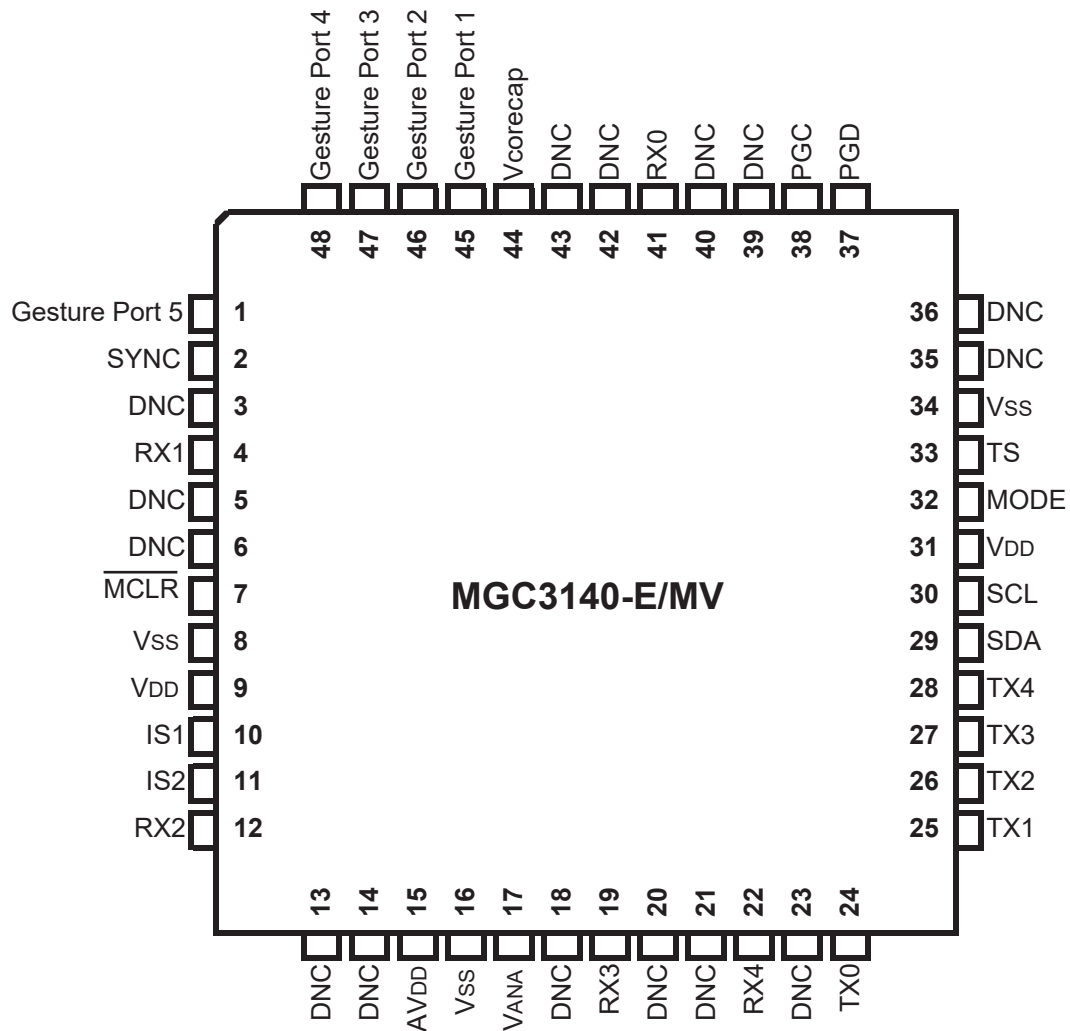 Gesture Port 4
Gesture Port 3
Gesture Port 2
Gesture Port 1
Vcorecap
DNC
DNC
RX0
DNC
DNC
PGC
PGD
48
47
46
45
44
43
42
41
40
39
38
37
Gesture Port 5 1
SYNC 2
DNC 3
RX1 4
DNC 5
DNC 6
MCLR 7
VSS 8
VDD 9
IS1 10
IS2 11
RX2 12
MGC3140-E/MV
36 DNC
35 DNC
34 VSS
33 TS
32 MODE
31 VDD
30 SCL
29 SDA
28 TX4
27 TX3
26 TX2
25 TX1
13
14
15
16
17
18
19
20
21
22
23
24
DNC
DNC
AVDD
VSS
VANA
DNC
RX3
DNC
DNC
RX4
DNC
TX0